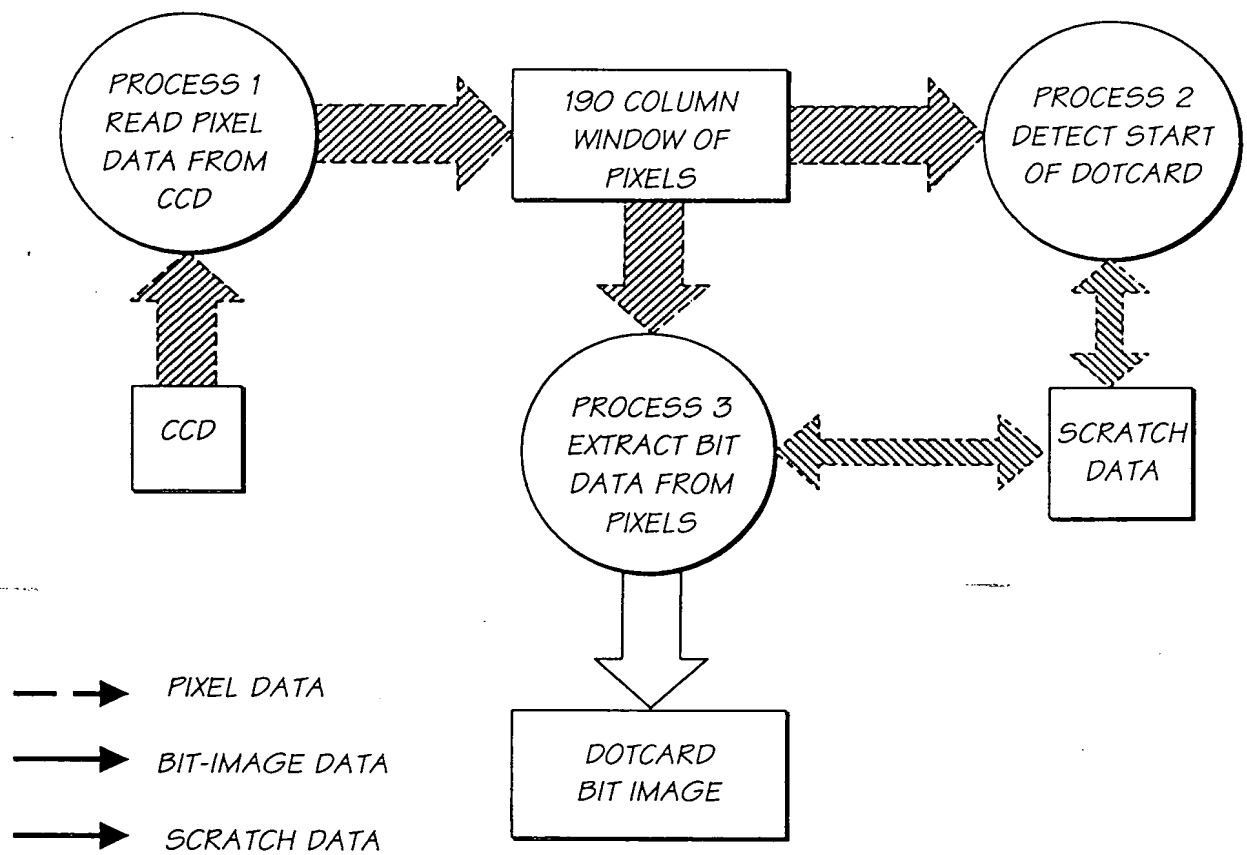 PROCESS 1
READ PIXEL
DATA FROM
CCD
190 COLUMN
WINDOW OF
PIXELS
PROCESS 2
DETECT START
OF DOTCARD
CCD
PROCESS 3
EXTRACT BIT
DATA FROM
PIXELS
SCRATCH
DATA
DOTCARD
BIT IMAGE
PIXEL DATA
BIT-IMAGE DATA
SCRATCH DATA